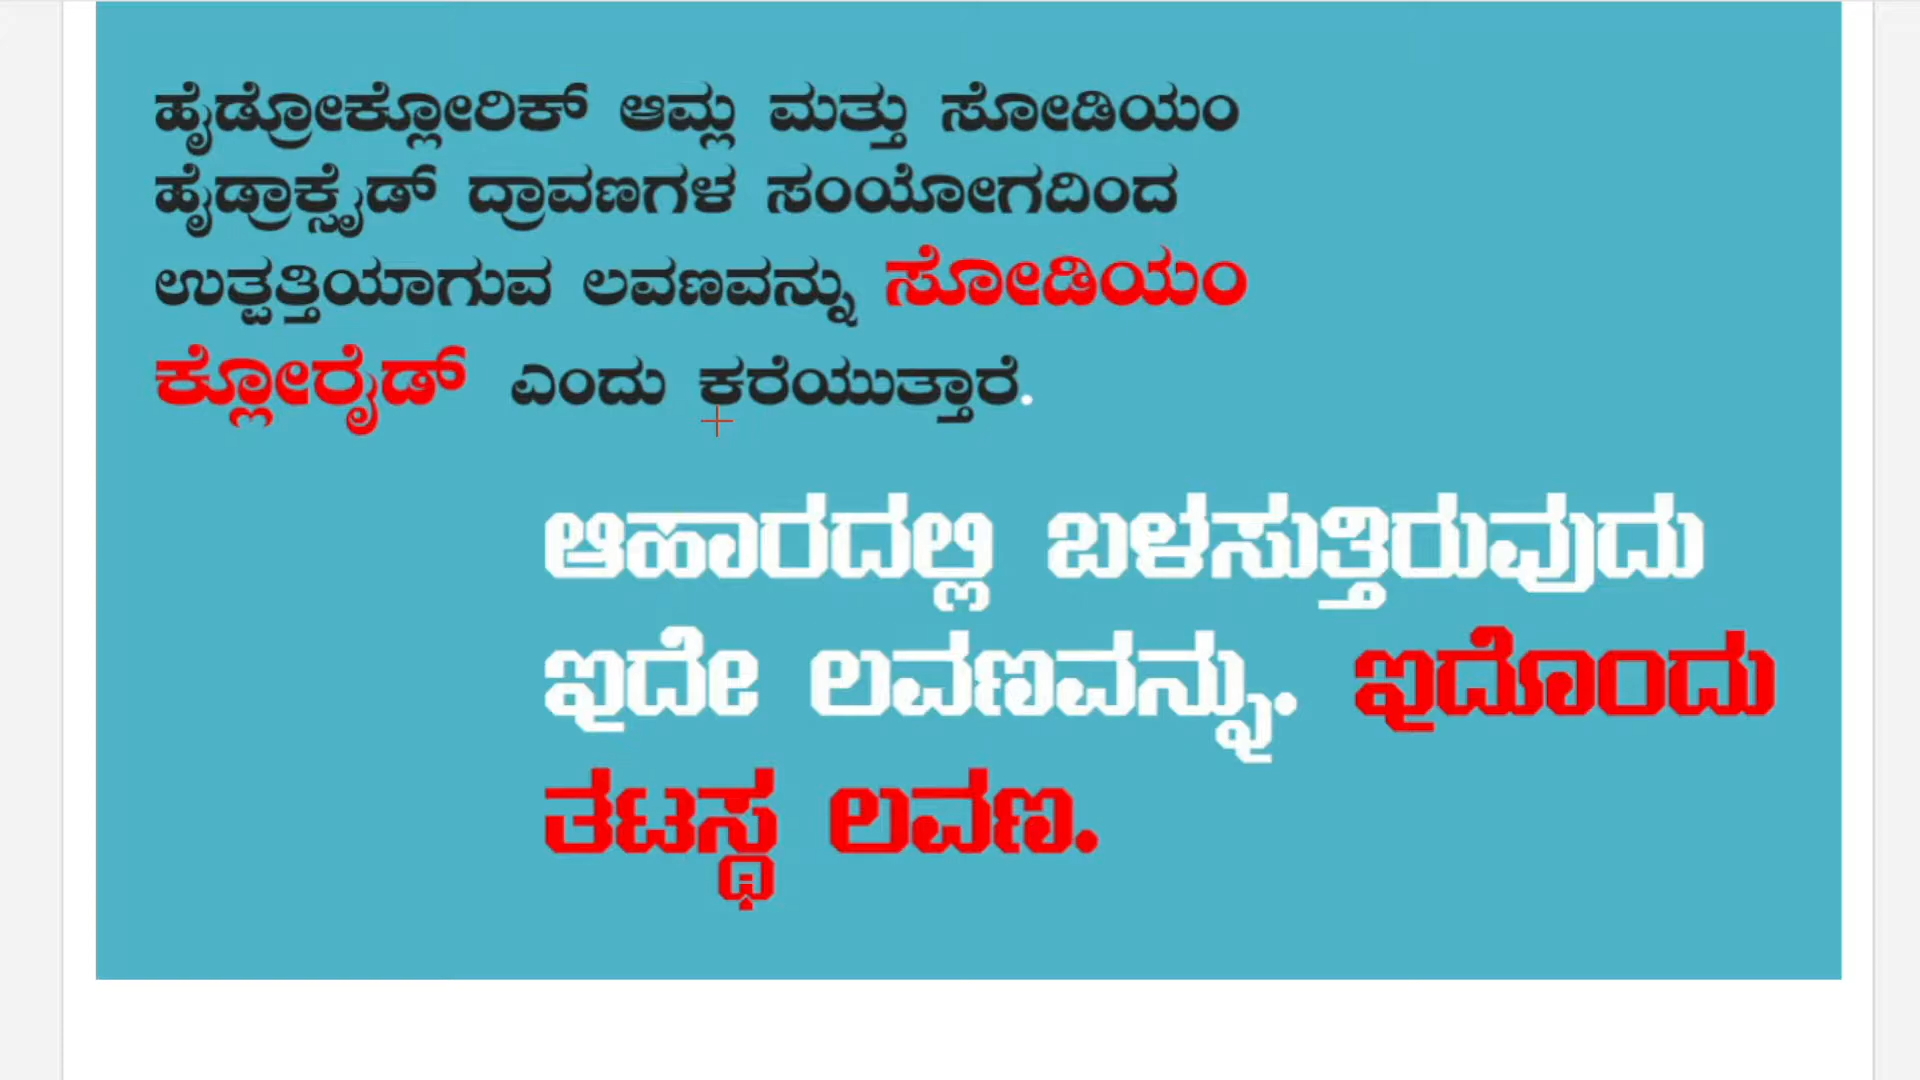 ಹೈಡ್ರೋಕ್ಲೋರಿಕ್ ಆಮ್ಲ ಮತ್ತು ಸೋಡಿಯಂ
ಹೈಡ್ರಾಕ್ಸೈಡ್ ದ್ರಾವಣಗಳ ಸಂಯೋಗದಿಂದ
ಉತ್ಪತ್ತಿಯಾಗುವ ಲವಣವನ್ನು ಸೋಡಿಯಂ
ಕ್ಲೋರೈಡ್ ಎಂದು ಕರೆಯುತ್ತಾರೆ.
ಆಹಾರದಲ್ಲಿ ಬಳಸುತ್ತಿರುವುದು
ಇದೇ ಲವಣವನ್ನು. ಇದೊಂದು
ತಟಸ್ಥ ಲವಣ.